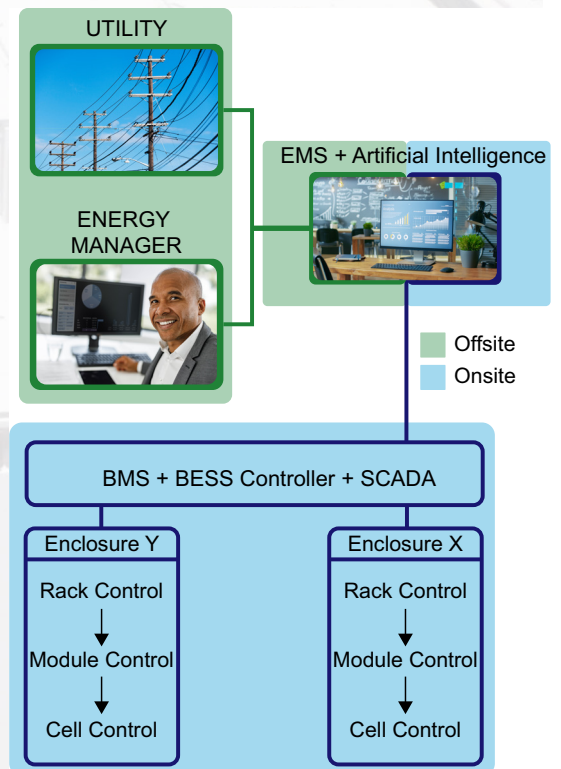 UTILITY
ENERGY
MANAGER
EMS + Artificial Intelligence
Offsite
Onsite
BMS + BESS Controller + SCADA
Enclosure Y
Rack Control
Module Control
Cell Control
Enclosure X
Rack Control
Module Control
Cell Control